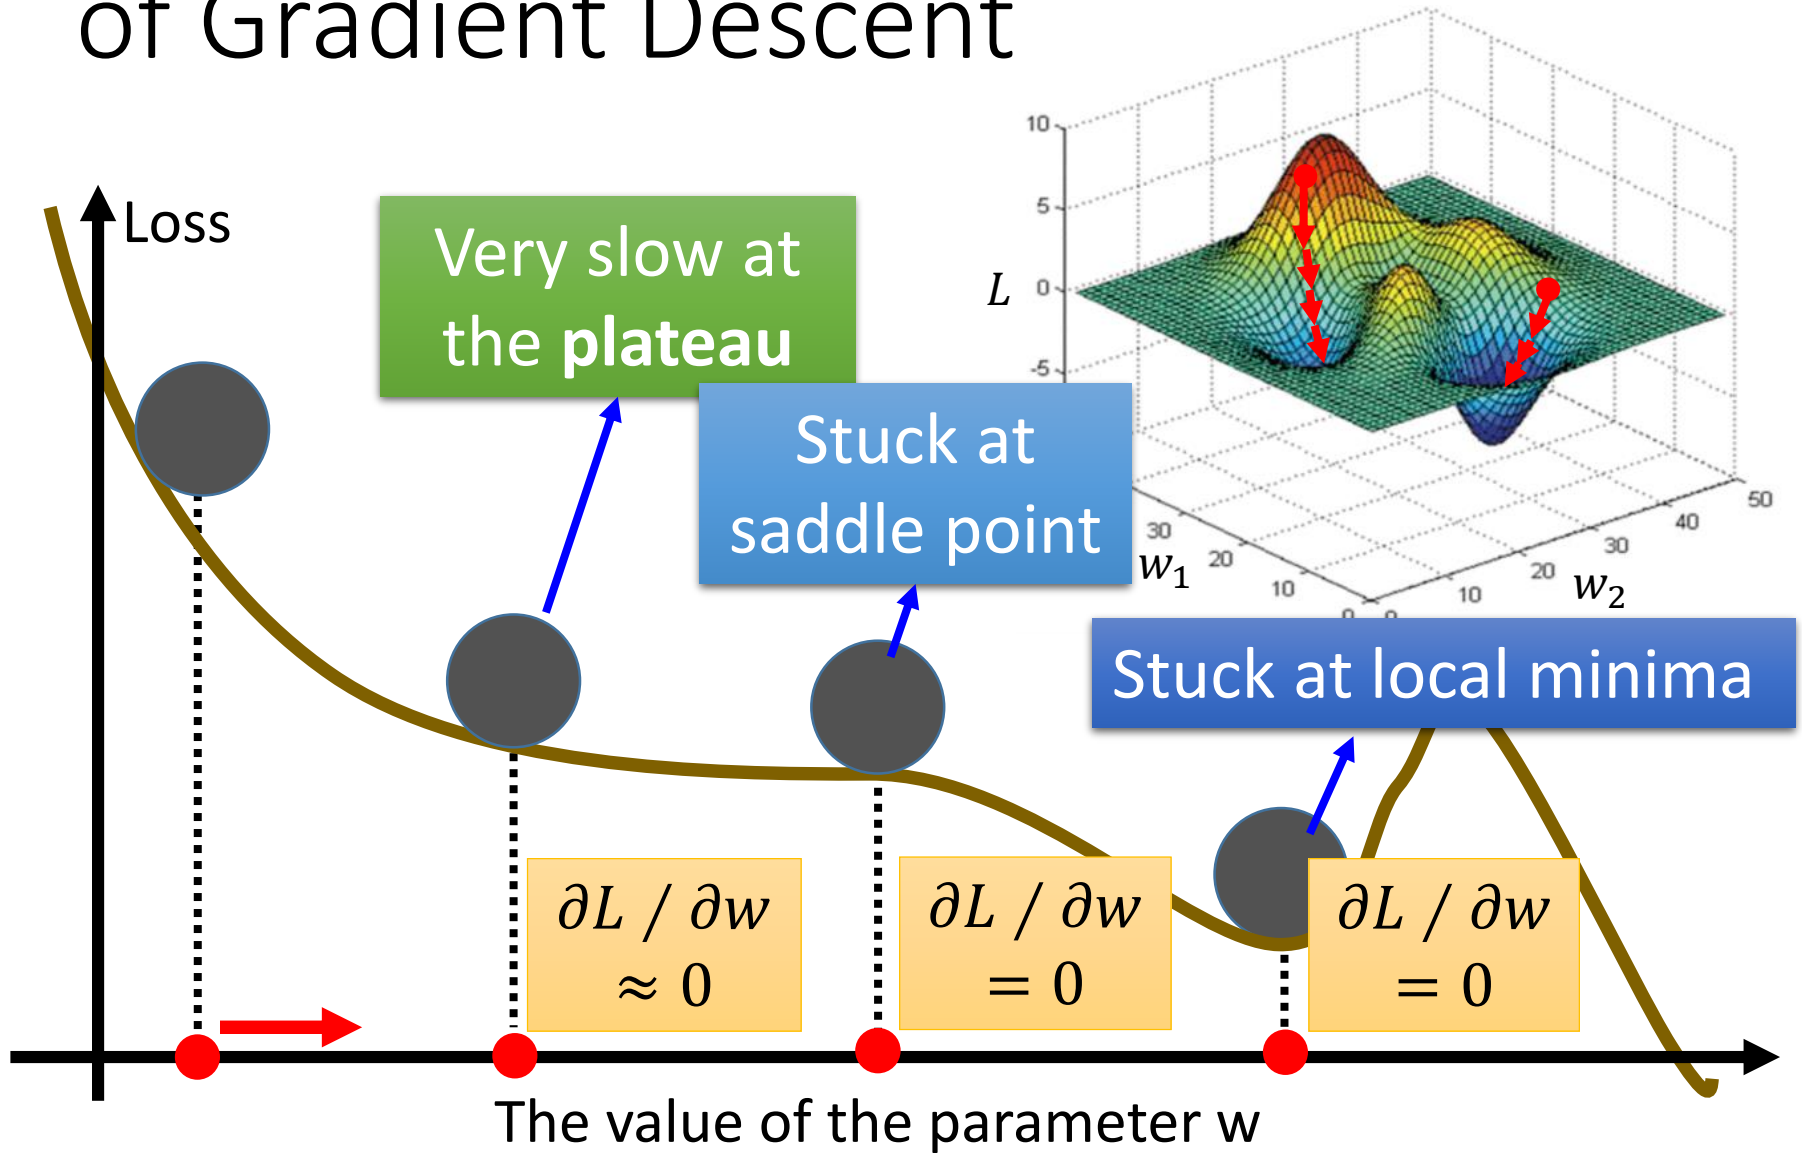 of Gradient Descent
Loss
Very slow at
the plateau
Stuck at
saddle point
Stuck at local minima
10
5
L 0
-5
50
40
30
20
10
0
w₂
30
20
10
0
w₁
∂L / ∂w
≈ 0
∂L / ∂w
= 0
∂L / ∂w
= 0
The value of the parameter w